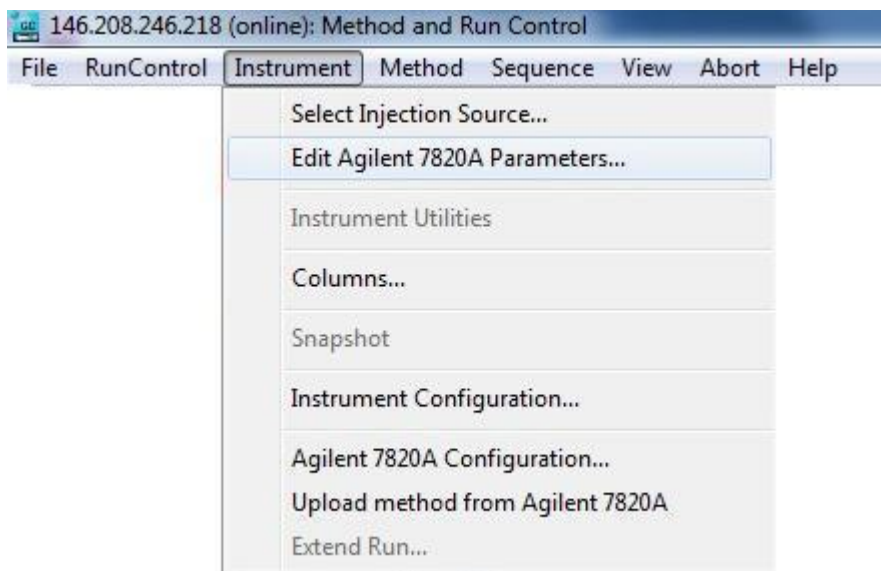 GC 146.208.246.218 (online): Method and Run Control
File RunControl Instrument Method Sequence View Abort Help
Select Injection Source...
Edit Agilent 7820A Parameters...
Instrument Utilities
Columns...
Snapshot
Instrument Configuration...
Agilent 7820A Configuration...
Upload method from Agilent 7820A
Extend Run...